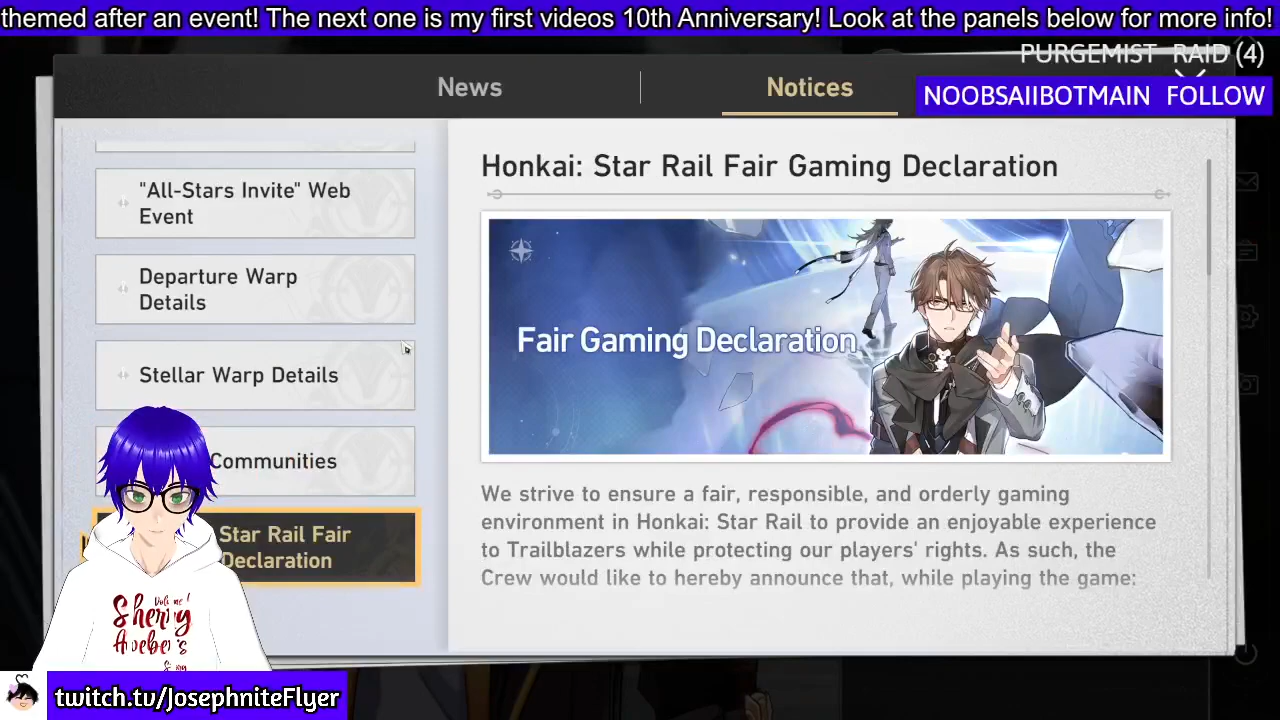 themed after an event! The next one is my first videos 10th Anniversary! Look at the panels below for more info!
PURGEMIST RAID (4)
News
Notices
NOOBSAIIBOTMAIN FOLLOW
Honkai: Star Rail Fair Gaming Declaration
"All-Stars Invite" Web
Event
Departure Warp
Details
Fair Gaming Declaration
Stellar Warp Details
Communities
We strive to ensure a fair, responsible, and orderly gaming
environment in Honkai: Star Rail to provide an enjoyable experience
to Trailblazers while protecting our players' rights. As such, the
Crew would like to hereby announce that, while playing the game:
Star Rail Fair
Declaration
twitch.tv/JosephniteFlyer